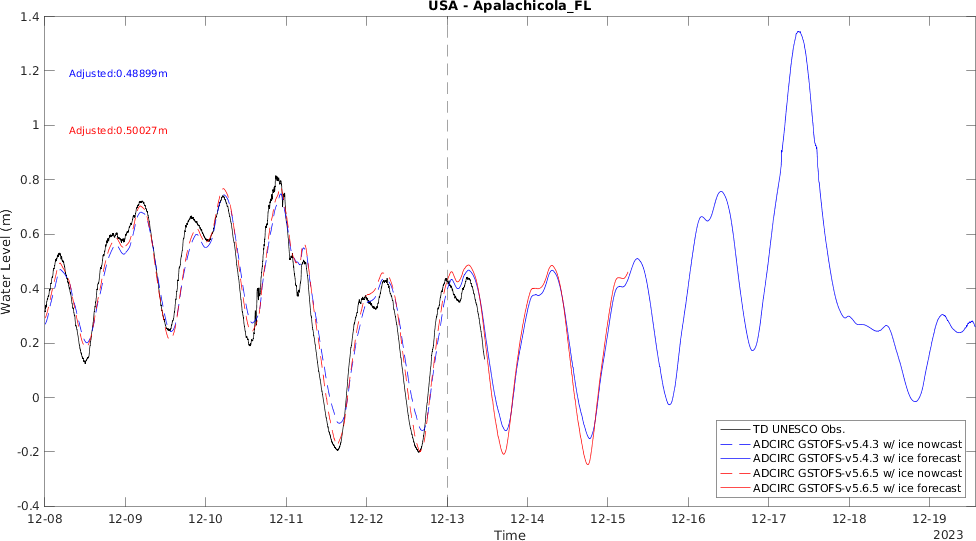 USA - Apalachicola_FL
1.4
1.2
1
0.8
0.6
0.4
0.2
0
-0.2
-0.4
Water Level (m)
Adjusted:0.48899m
Adjusted:0.50027m
TD UNESCO Obs.
ADCIRC GSTOFS-v5.4.3 w/ ice nowcast
ADCIRC GSTOFS-v5.4.3 w/ ice forecast
ADCIRC GSTOFS-v5.6.5 w/ ice nowcast
ADCIRC GSTOFS-v5.6.5 w/ ice forecast
12-08 12-09 12-10 12-11 12-12 12-13 12-14 12-15 12-16 12-17 12-18 12-19
Time
2023